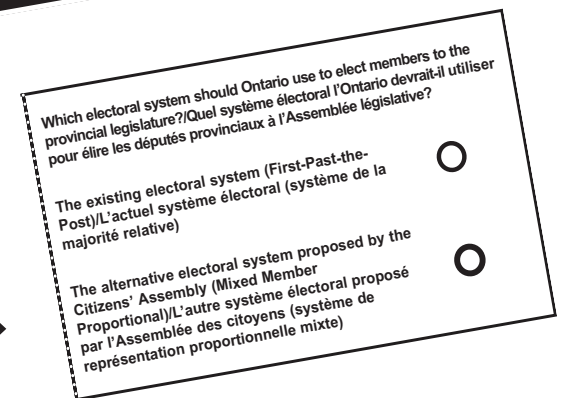 Which electoral system should Ontario use to elect members to the
provincial legislature?/Quel système électoral l'Ontario devrait-il utiliser
pour élire les députés provinciaux à l'Assemblée législative?
The existing electoral system (First-Past-the-
Post)/L'actuel système électoral (système de la
majorité relative)
The alternative electoral system proposed by the
Citizens' Assembly (Mixed Member
Proportional)/L'autre système électoral proposé
par l'Assemblée des citoyens (système de
représentation proportionnelle mixte)